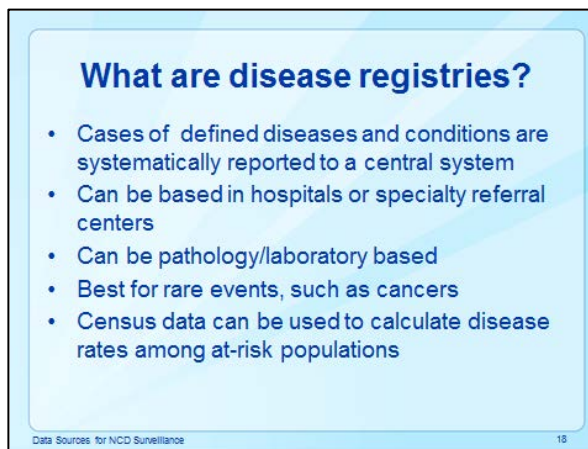 What are disease registries?
• Cases of defined diseases and conditions are
systematically reported to a central system
• Can be based in hospitals or specialty referral
centers
• Can be pathology/laboratory based
• Best for rare events, such as cancers
• Census data can be used to calculate disease
rates among at-risk populations
Data Sources for NCD Surveillance 18